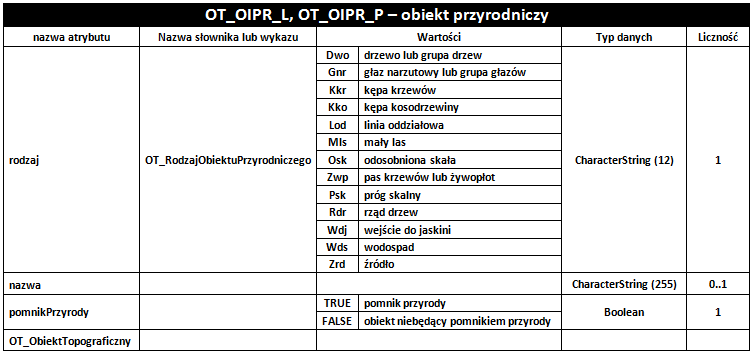 OT_OIPR_L, OT_OIPR_P – obiekt przyrodniczy
nazwa atrybutu Nazwa słownika lub wykazu Wartości Typ danych Liczność
rodzaj OT_RodzajObiektuPrzyrodniczego CharacterString (12) 1
Dwo drzewo lub grupa drzew
Gnr głaz narzutowy lub grupa głazów
Kkr kępa krzewów
Kko kępa kosodrzewiny
Lod linia oddziałowa
Mls mały las
Osk odosobniona skała
Zwp pas krzewów lub żywopłot
Psk próg skalny
Rdr rząd drzew
Wdj wejście do jaskini
Wds wodospad
Zrd źródło
nazwa CharacterString (255) 0..1
pomnikPrzyrody Boolean 1
TRUE pomnik przyrody
FALSE obiekt niebędący pomnikiem przyrody
OT_ObiektTopograficzny